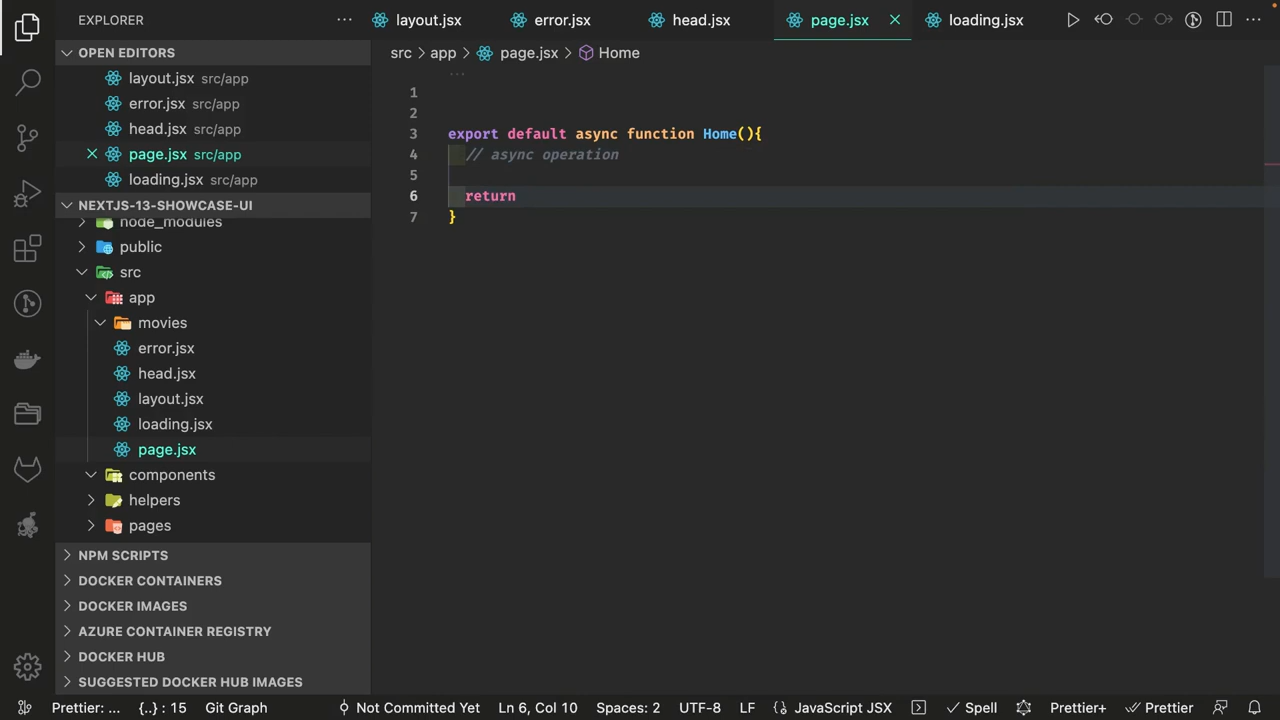 EXPLORER
OPEN EDITORS
layout.jsx src/app
error.jsx src/app
head.jsx src/app
page.jsx src/app
loading.jsx src/app
NEXTJS-13-SHOWCASE-UI
node_modules
public
src
app
movies
error.jsx
head.jsx
layout.jsx
loading.jsx
page.jsx
components
helpers
pages
NPM SCRIPTS
DOCKER CONTAINERS
DOCKER IMAGES
AZURE CONTAINER REGISTRY
DOCKER HUB
SUGGESTED DOCKER HUB IMAGES
layout.jsx error.jsx head.jsx page.jsx loading.jsx
src > app > page.jsx > Home
1
2
3 export default async function Home(){
4 // async operation
5
6 return
7 }
Prettier: ... {..} : 15 Git Graph Not Committed Yet Ln 6, Col 10 Spaces: 2 UTF-8 LF {} JavaScript JSX Spell Prettier+ Prettier